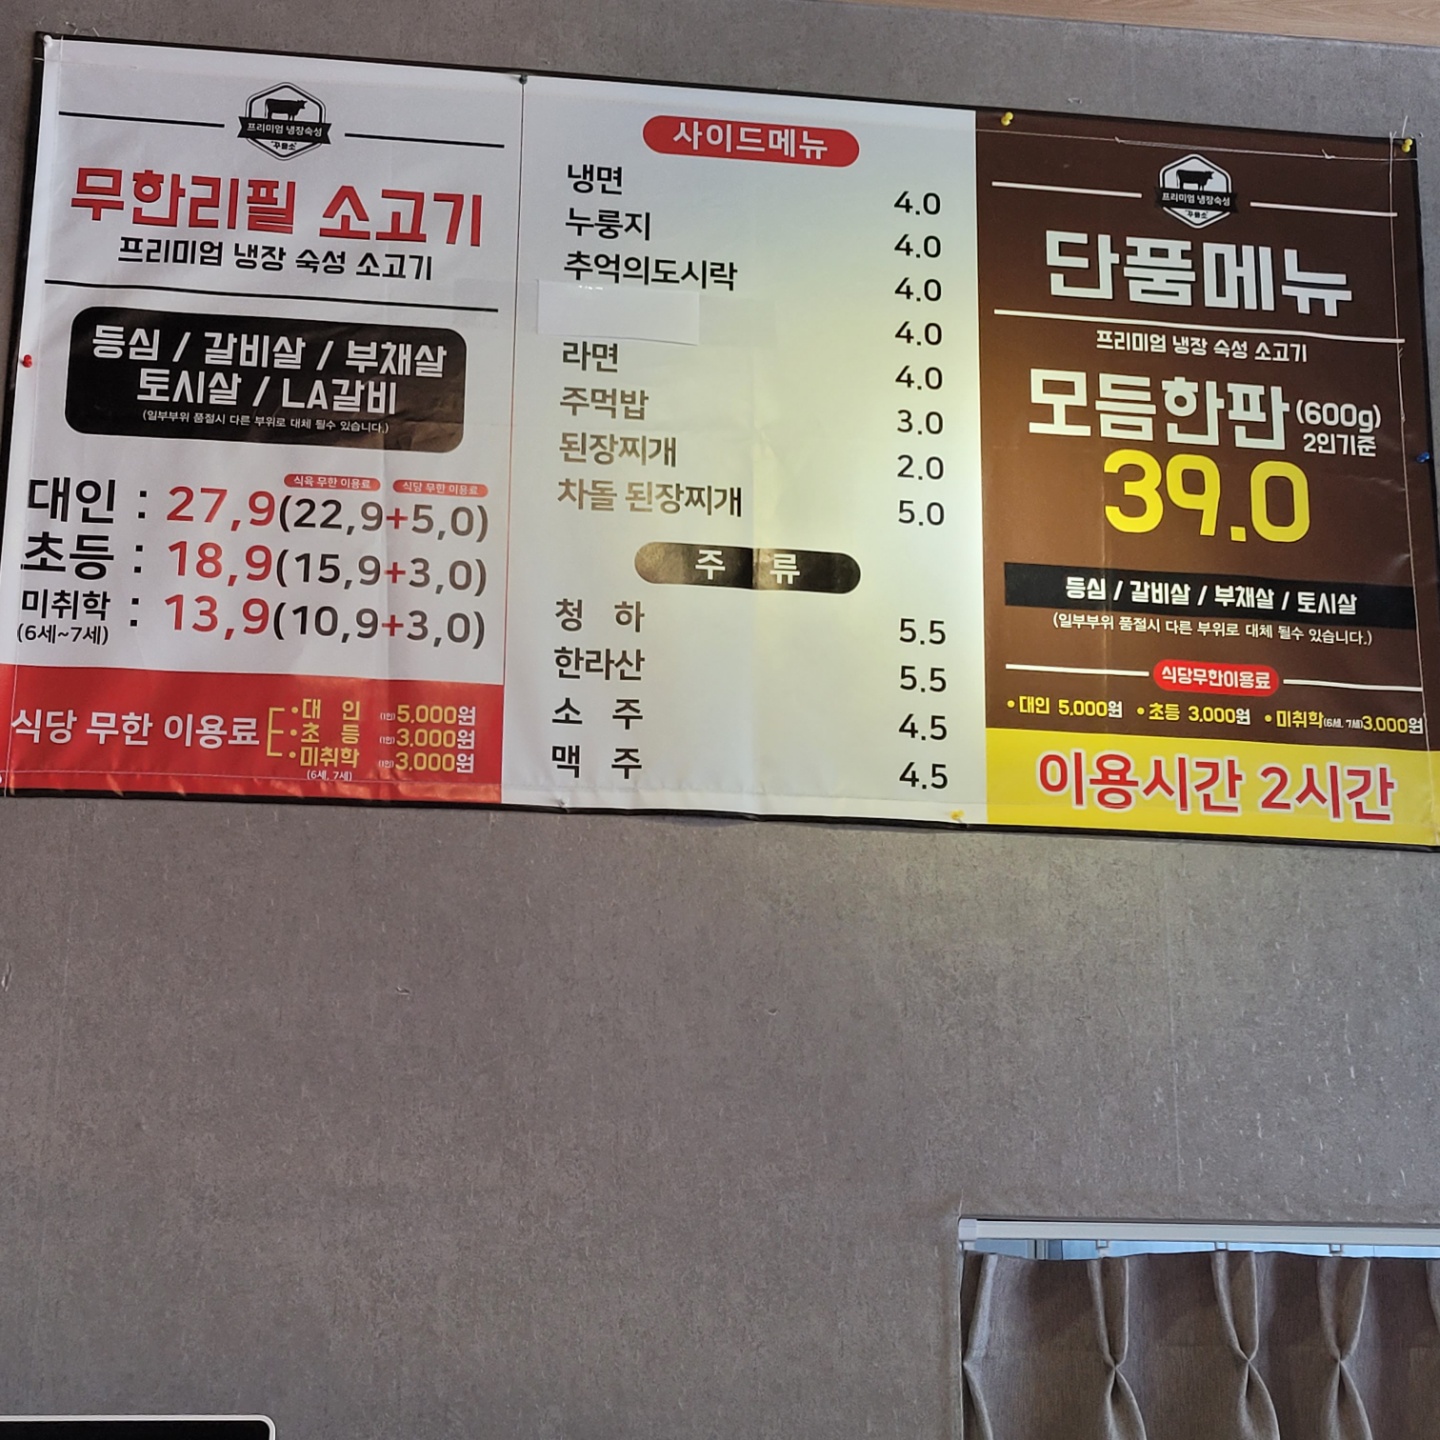 프리미엄 냉장숙성
꾸뜰소
무한리필 소고기
프리미엄 냉장 숙성 소고기
등심 / 갈비살 / 부채살
토시살 / LA갈비
(일부부위 품절시 다른 부위로 대체 될수 있습니다.)
식육 무한 이용료 식당 무한 이용료
대인 : 27,9(22,9+5,0)
초등 : 18,9(15,9+3,0)
미취학 : 13,9(10,9+3,0)
(6세~7세)
식당 무한 이용료
•대 인 (1인)5.000원
•초 등 (1인)3,000원
•미취학 (1인)3,000원
(6세, 7세)
사이드메뉴
냉면 4.0
누룽지 4.0
추억의도시락 4.0
4.0
라면 4.0
주먹밥 3.0
된장찌개 2.0
차돌 된장찌개 5.0
주 류
청 하 5.5
한라산 5.5
소 주 4.5
맥 주 4.5
프리미엄 냉장숙성
단품메뉴
프리미엄 냉장 숙성 소고기
모듬한판 (600g)
2인기준
39.0
등심 / 갈비살 / 부채살 / 토시살
(일부부위 품절시 다른 부위로 대체 될수 있습니다.)
식당무한이용료
•대인 5.000원 •초등 3.000원 •미취학(6세, 7세)3.000원
이용시간 2시간